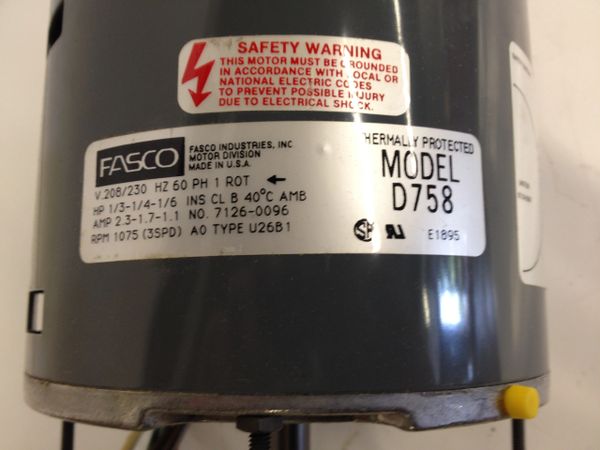 SAFETY WARNING
THIS MOTOR MUST BE GROUNDED
IN ACCORDANCE WITH LOCAL OR
NATIONAL ELECTRIC CODES
TO PREVENT POSSIBLE INJURY
DUE TO ELECTRICAL SHOCK.
FASCO
FASCO INDUSTRIES, INC
MOTOR DIVISION
MADE IN U.S.A.
V.208/230 HZ 60 PH 1 ROT ←
HP 1/3-1/4-1/6 INS CL B 40°C AMB
AMP 2.3-1.7-1.1 NO. 7126-0096
RPM 1075 (3SPD) AO TYPE U26B1
THERMALLY PROTECTED
MODEL
D758
E1895